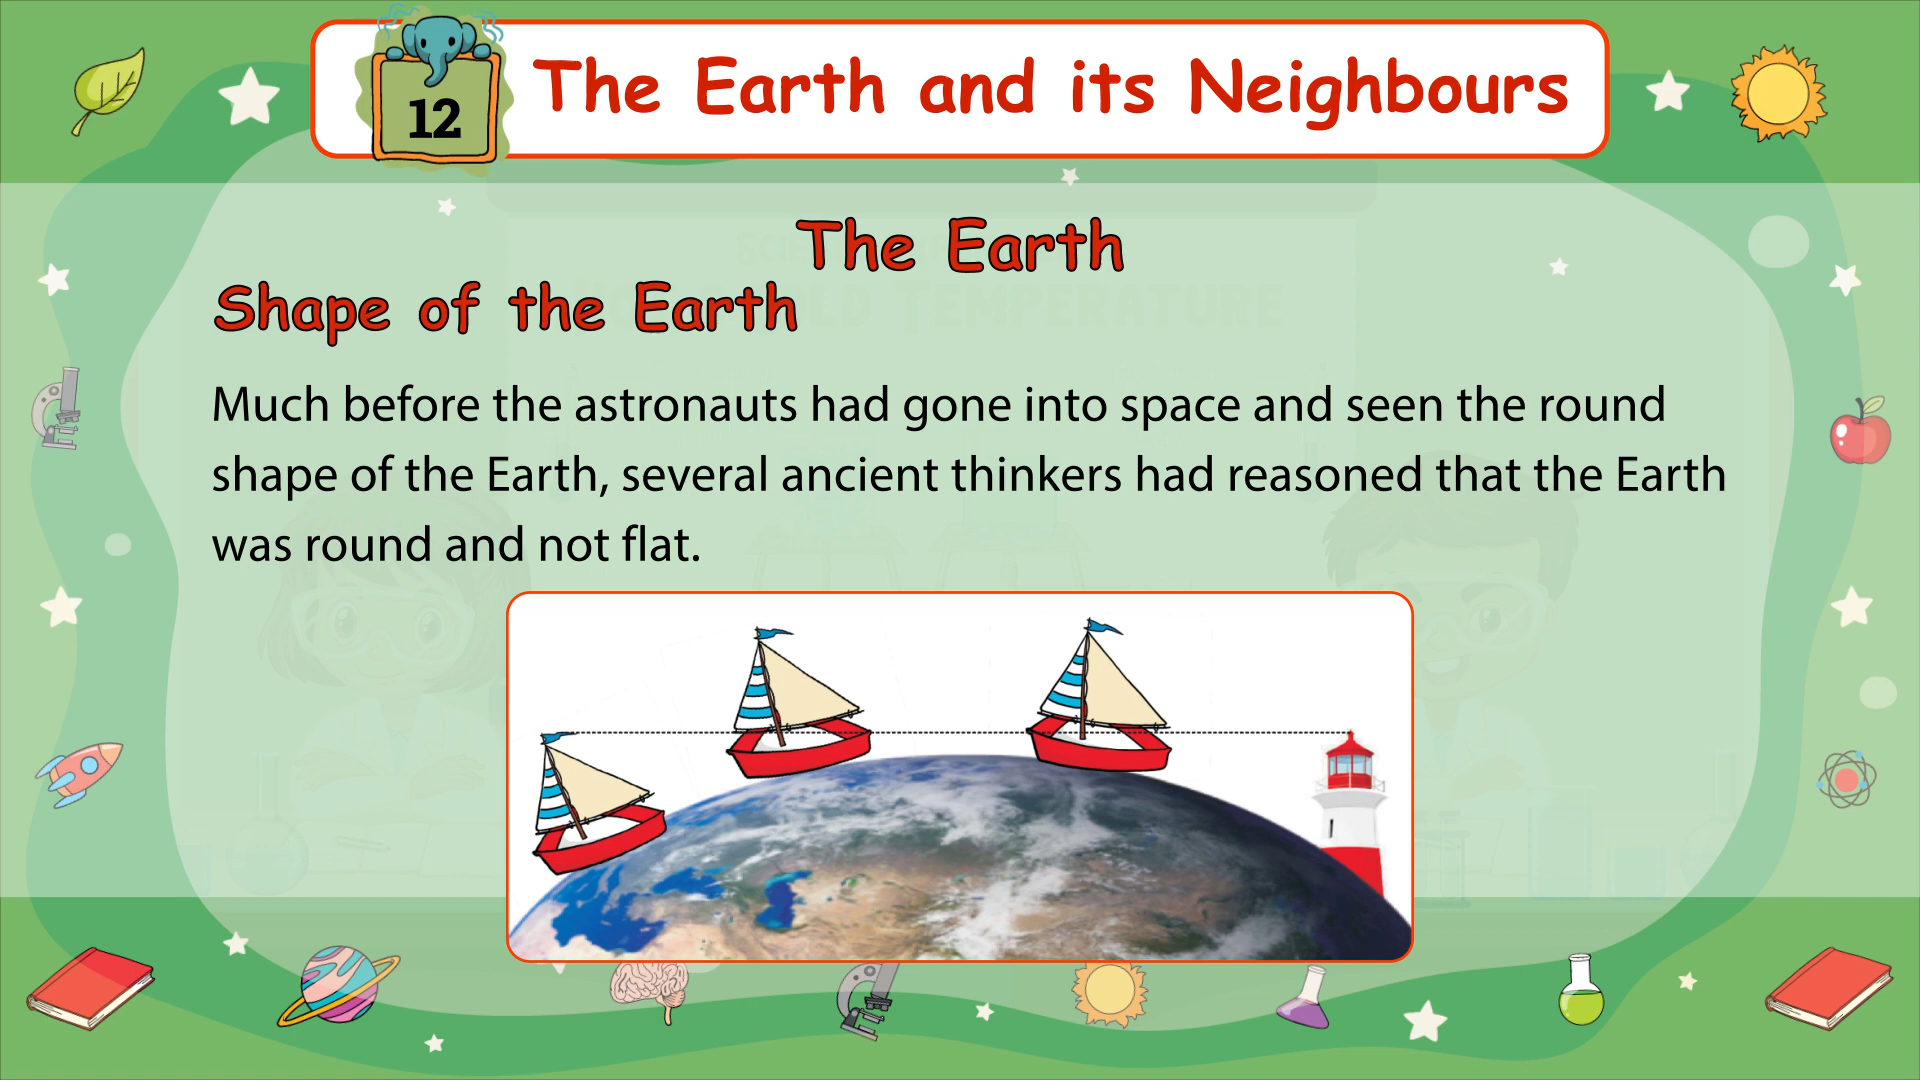 12
The Earth and its Neighbours
The Earth
Shape of the Earth
Much before the astronauts had gone into space and seen the round
shape of the Earth, several ancient thinkers had reasoned that the Earth
was round and not flat.